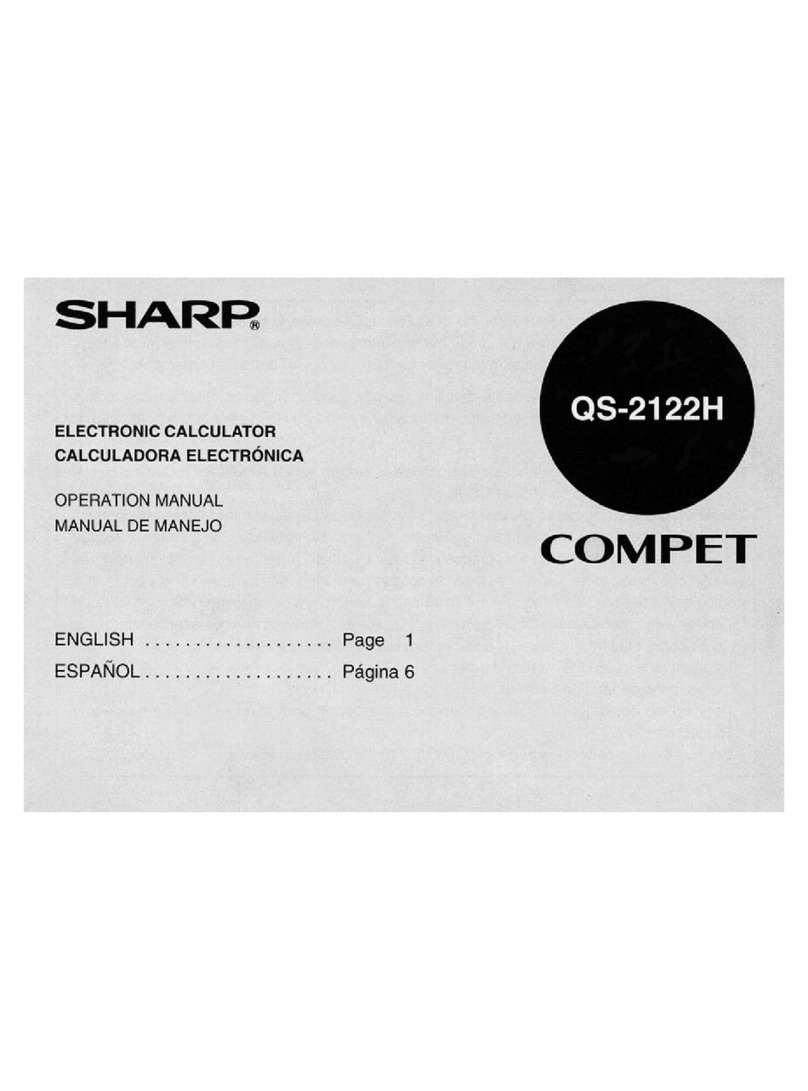 SHARP®
QS-2122H
ELECTRONIC CALCULATOR
CALCULADORA ELECTRÓNICA
OPERATION MANUAL
MANUAL DE MANEJO
COMPET
ENGLISH . . . . . . . . . . . . . . . . . . . Page 1
ESPAÑOL . . . . . . . . . . . . . . . . . . . Página 6